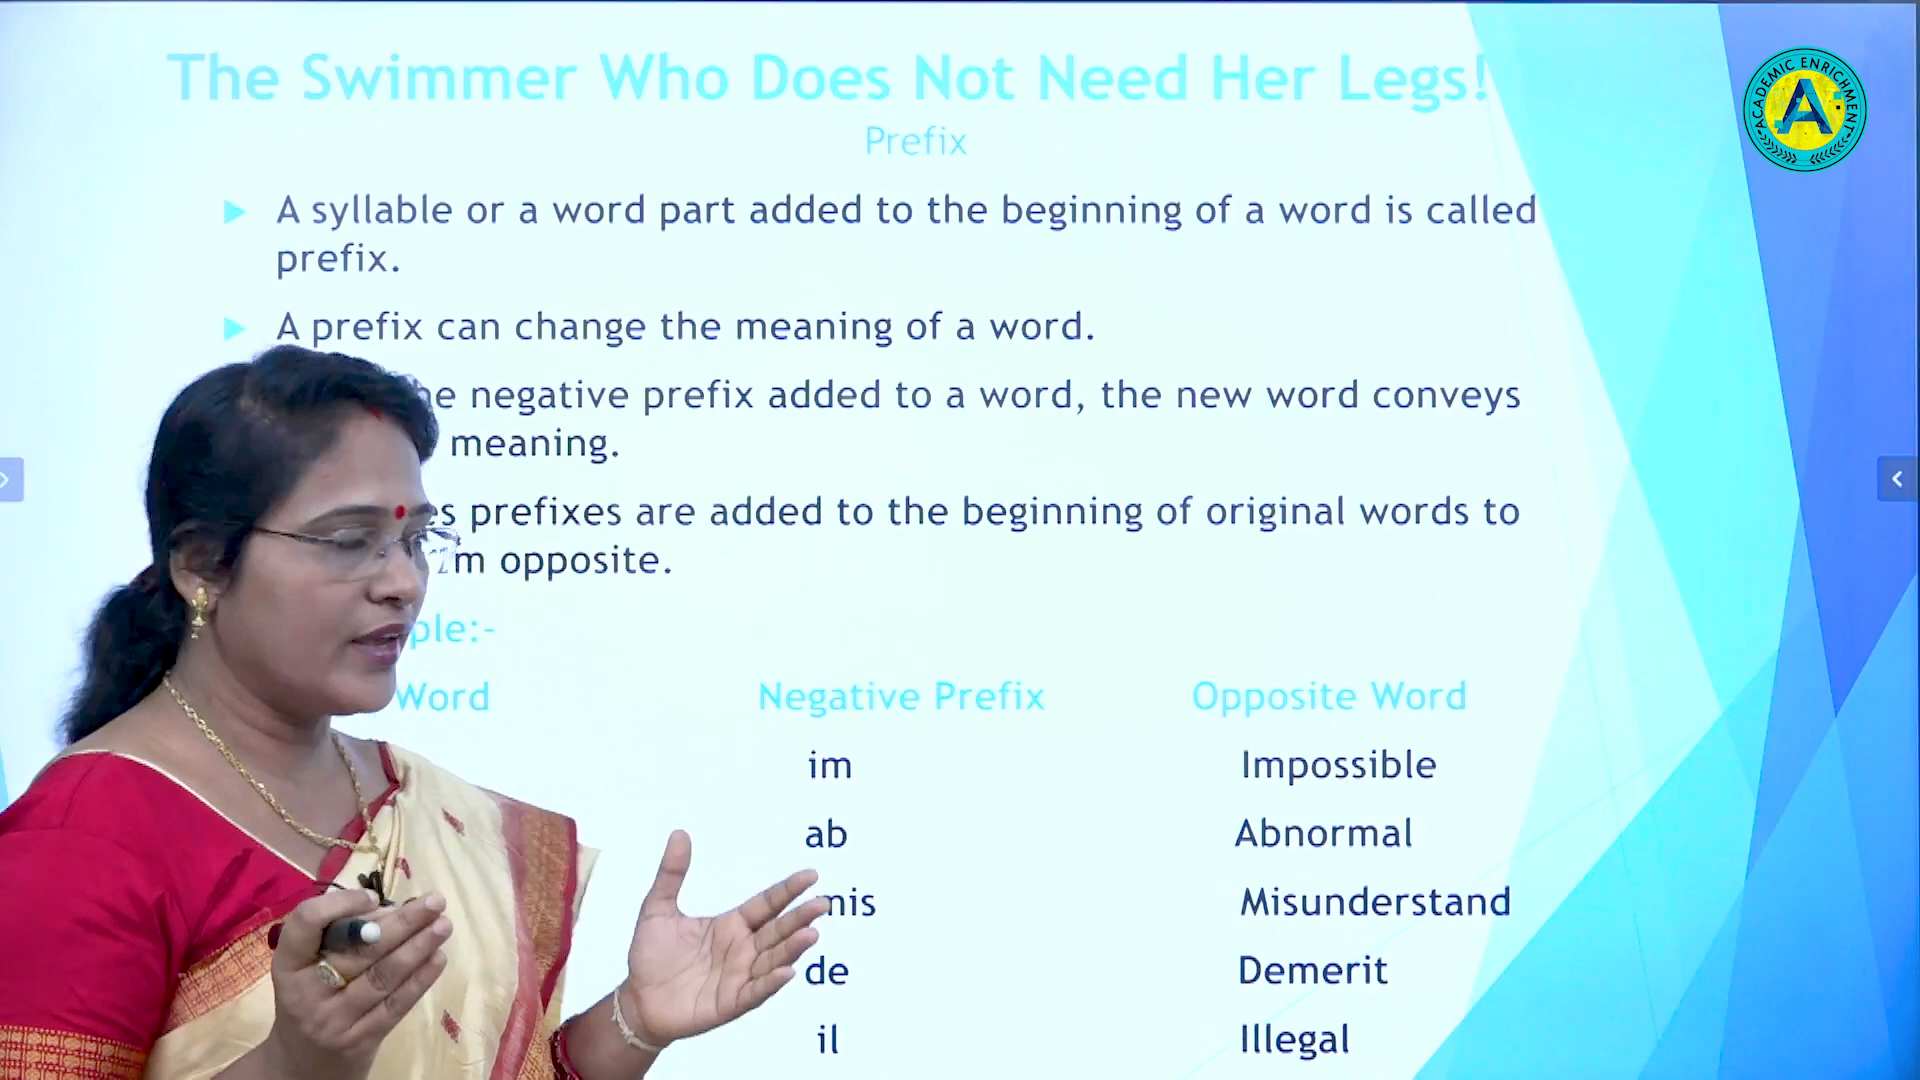 The Swimmer Who Does Not Need Her Legs!
ACADEMIC ENRICHMENT
A
Prefix
A syllable or a word part added to the beginning of a word is called
prefix.
A prefix can change the meaning of a word.
negative prefix added to a word, the new word conveys
meaning.
prefixes are added to the beginning of original words to
opposite.
Word Negative Prefix Opposite Word
im Impossible
ab Abnormal
mis Misunderstand
de Demerit
il Illegal